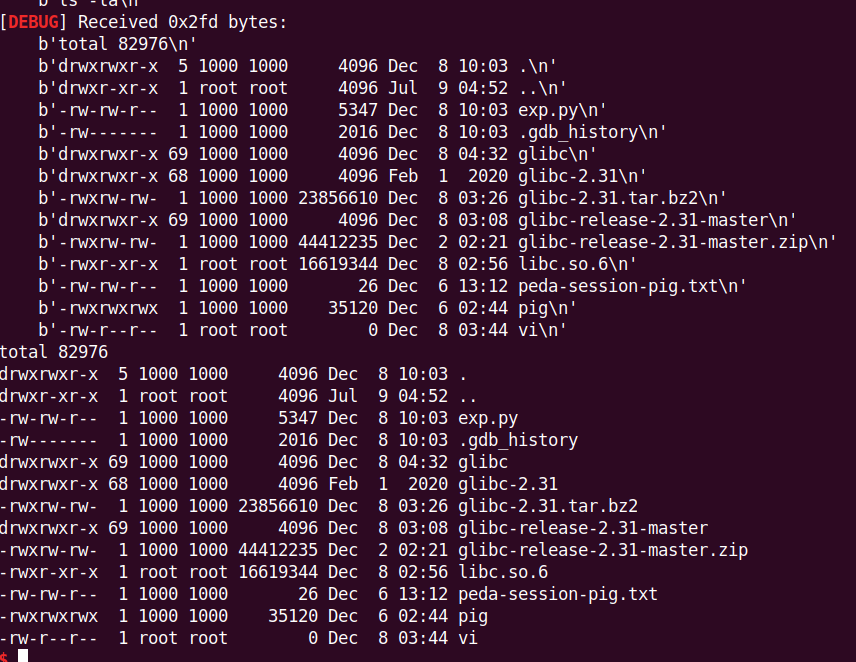 b'ls -la\n'
[DEBUG] Received 0x2fd bytes:
    b'total 82976\n'
    b'drwxrwxr-x  5 1000 1000     4096 Dec  8 10:03 .\n'
    b'drwxr-xr-x  1 root root     4096 Jul  9 04:52 ..\n'
    b'-rw-rw-r--  1 1000 1000     5347 Dec  8 10:03 exp.py\n'
    b'-rw-------  1 1000 1000     2016 Dec  8 10:03 .gdb_history\n'
    b'drwxrwxr-x 69 1000 1000     4096 Dec  8 04:32 glibc\n'
    b'drwxrwxr-x 68 1000 1000     4096 Feb  1  2020 glibc-2.31\n'
    b'-rwxrw-rw-  1 1000 1000 23856610 Dec  8 03:26 glibc-2.31.tar.bz2\n'
    b'drwxrwxr-x 69 1000 1000     4096 Dec  8 03:08 glibc-release-2.31-master\n'
    b'-rwxrw-rw-  1 1000 1000 44412235 Dec  2 02:21 glibc-release-2.31-master.zip\n'
    b'-rwxr-xr-x  1 root root 16619344 Dec  8 02:56 libc.so.6\n'
    b'-rw-rw-r--  1 1000 1000       26 Dec  6 13:12 peda-session-pig.txt\n'
    b'-rwxrwxrwx  1 1000 1000    35120 Dec  6 02:44 pig\n'
    b'-rw-r--r--  1 root root        0 Dec  8 03:44 vi\n'
total 82976
drwxrwxr-x  5 1000 1000     4096 Dec  8 10:03 .
drwxr-xr-x  1 root root     4096 Jul  9 04:52 ..
-rw-rw-r--  1 1000 1000     5347 Dec  8 10:03 exp.py
-rw-------  1 1000 1000     2016 Dec  8 10:03 .gdb_history
drwxrwxr-x 69 1000 1000     4096 Dec  8 04:32 glibc
drwxrwxr-x 68 1000 1000     4096 Feb  1  2020 glibc-2.31
-rwxrw-rw-  1 1000 1000 23856610 Dec  8 03:26 glibc-2.31.tar.bz2
drwxrwxr-x 69 1000 1000     4096 Dec  8 03:08 glibc-release-2.31-master
-rwxrw-rw-  1 1000 1000 44412235 Dec  2 02:21 glibc-release-2.31-master.zip
-rwxr-xr-x  1 root root 16619344 Dec  8 02:56 libc.so.6
-rw-rw-r--  1 1000 1000       26 Dec  6 13:12 peda-session-pig.txt
-rwxrwxrwx  1 1000 1000    35120 Dec  6 02:44 pig
-rw-r--r--  1 root root        0 Dec  8 03:44 vi
$